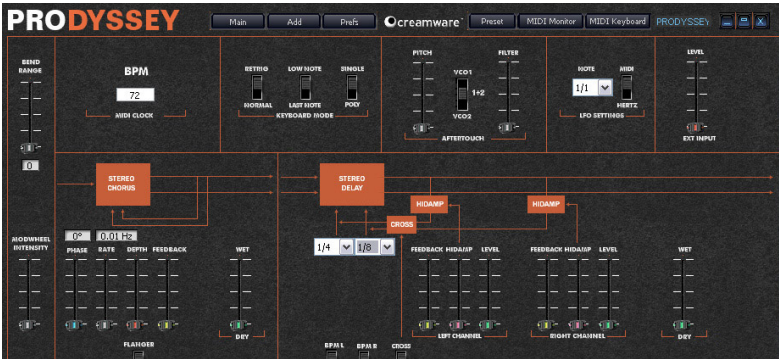 PRODYSSEY
Main Add Prefs creamware Preset MIDI Monitor MIDI Keyboard PRODYSSEY
BEND RANGE
0
BPM
72
MIDI CLOCK
RETRIG LOW NOTE SINGLE
NORMAL LAST NOTE POLY
KEYBOARD MODE
PITCH FILTER
VCO1
1+2
VCO2
AFTERTOUCH
NOTE MIDI
1/1
HERTZ
LFO SETTINGS
LEVEL
EXT INPUT
STEREO CHORUS
STEREO DELAY
HIDAMP HIDAMP
CROSS
MODWHEEL INTENSITY
0° 0.01 Hz
PHASE RATE DEPTH FEEDBACK WET
DRY
FLANGER
1/4 1/8
FEEDBACK HIDAMP LEVEL FEEDBACK HIDAMP LEVEL WET
LEFT CHANNEL RIGHT CHANNEL DRY
BPM L BPM R CROSS